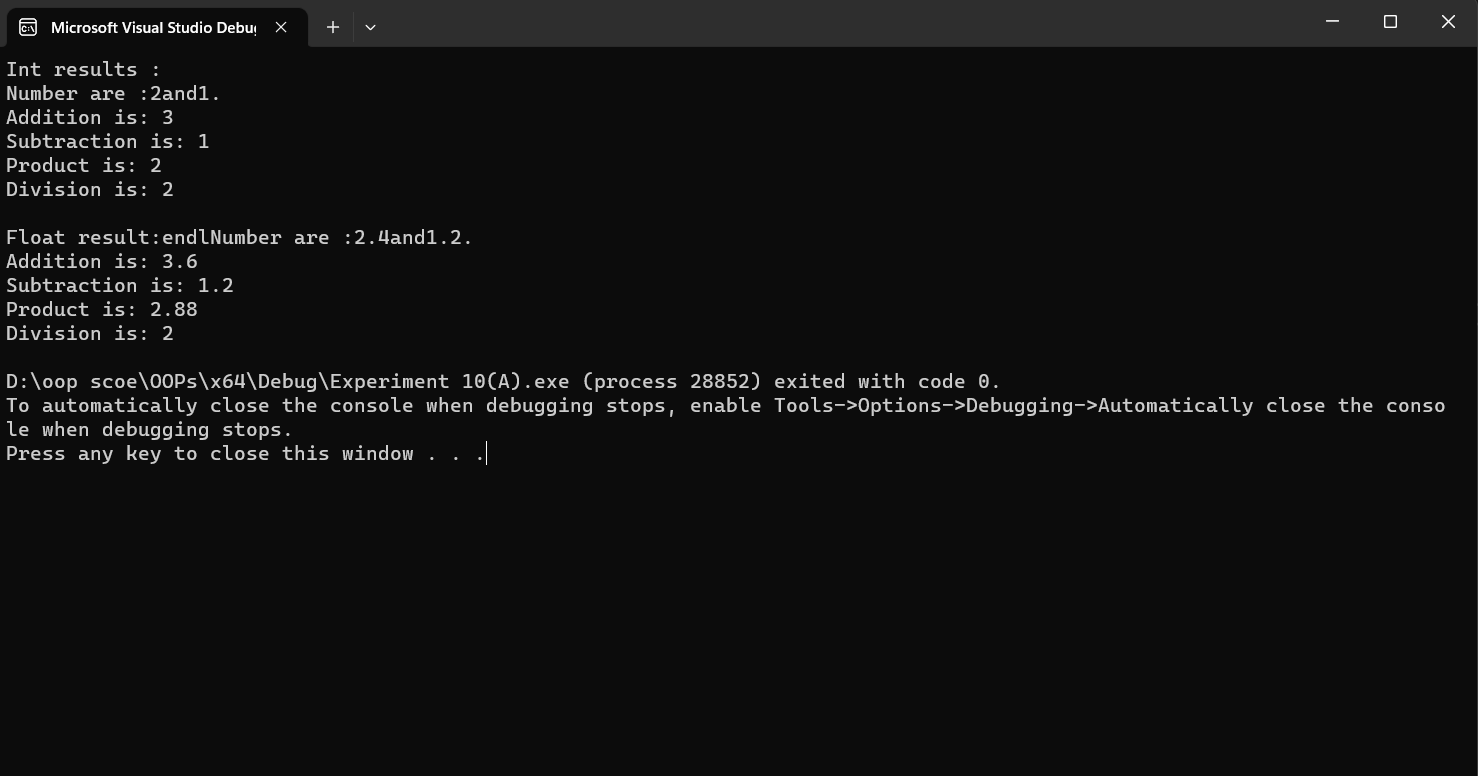 Microsoft Visual Studio Debug
Int results :
Number are :2and1.
Addition is: 3
Subtraction is: 1
Product is: 2
Division is: 2
Float result:endlNumber are :2.4and1.2.
Addition is: 3.6
Subtraction is: 1.2
Product is: 2.88
Division is: 2
D:\oop scoe\OOPs\x64\Debug\Experiment 10(A).exe (process 28852) exited with code 0.
To automatically close the console when debugging stops, enable Tools->Options->Debugging->Automatically close the conso
le when debugging stops.
Press any key to close this window . . .